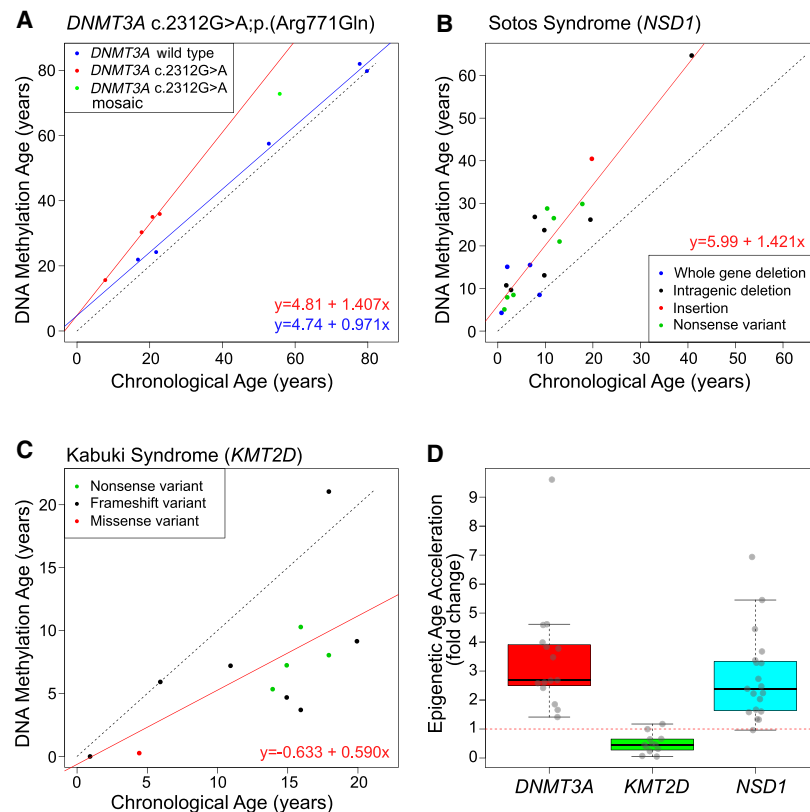 A
DNMT3A c.2312G>A;p.(Arg771Gln)
DNMT3A wild type
DNMT3A c.2312G>A
DNMT3A c.2312G>A
mosaic
DNA Methylation Age (years)
80
60
40
20
0
y=4.81 + 1.407x
y=4.74 + 0.971x
0 20 40 60 80
Chronological Age (years)
B
Sotos Syndrome (NSD1)
DNA Methylation Age (years)
60
50
40
30
20
10
0
y=5.99 + 1.421x
Whole gene deletion
Intragenic deletion
Insertion
Nonsense variant
0 10 20 30 40 50 60
Chronological Age (years)
C
Kabuki Syndrome (KMT2D)
Nonsense variant
Frameshift variant
Missense variant
DNA Methylation Age (years)
20
15
10
5
0
y=-0.633 + 0.590x
0 5 10 15 20
Chronological Age (years)
D
Epigenetic Age Acceleration
(fold change)
9
8
7
6
5
4
3
2
1
0
DNMT3A KMT2D NSD1